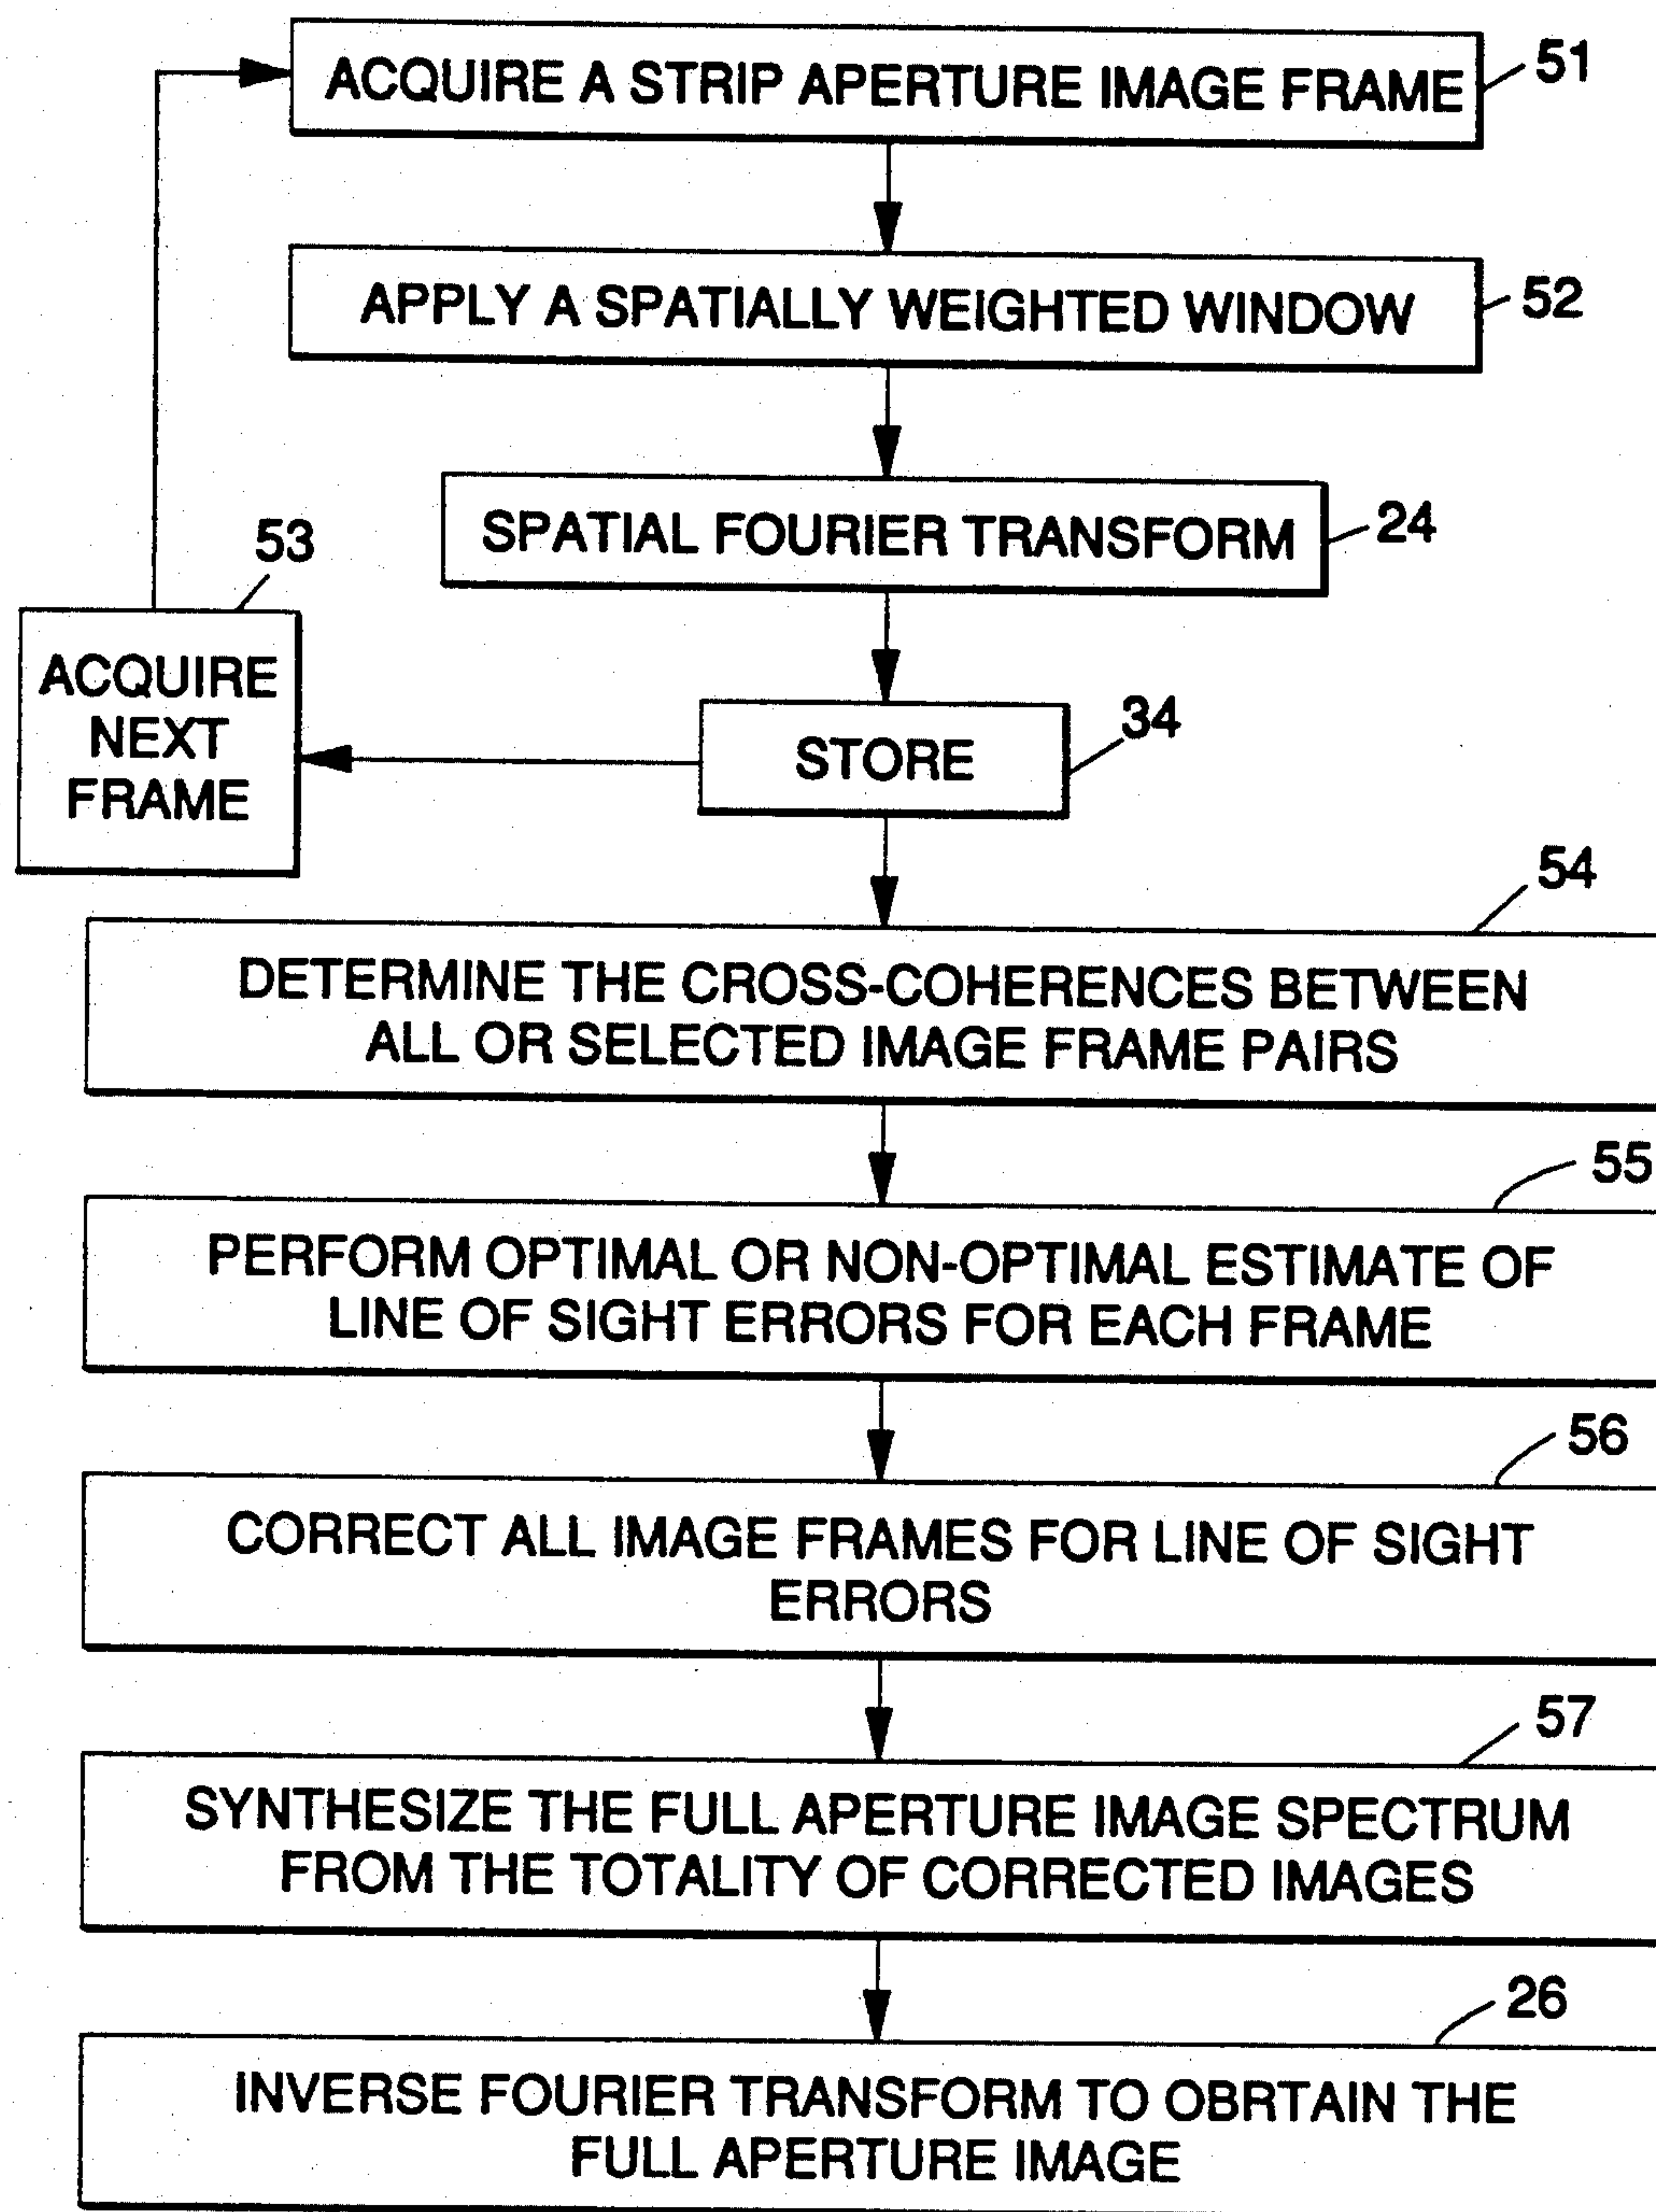 ACQUIRE A STRIP APERTURE IMAGE FRAME
51
APPLY A SPATIALLY WEIGHTED WINDOW
52
SPATIAL FOURIER TRANSFORM
24
53
ACQUIRE
NEXT
FRAME
STORE
34
54
DETERMINE THE CROSS-COHERENCES BETWEEN
ALL OR SELECTED IMAGE FRAME PAIRS
55
PERFORM OPTIMAL OR NON-OPTIMAL ESTIMATE OF
LINE OF SIGHT ERRORS FOR EACH FRAME
56
CORRECT ALL IMAGE FRAMES FOR LINE OF SIGHT
ERRORS
57
SYNTHESIZE THE FULL APERTURE IMAGE SPECTRUM
FROM THE TOTALITY OF CORRECTED IMAGES
26
INVERSE FOURIER TRANSFORM TO OBRTAIN THE
FULL APERTURE IMAGE